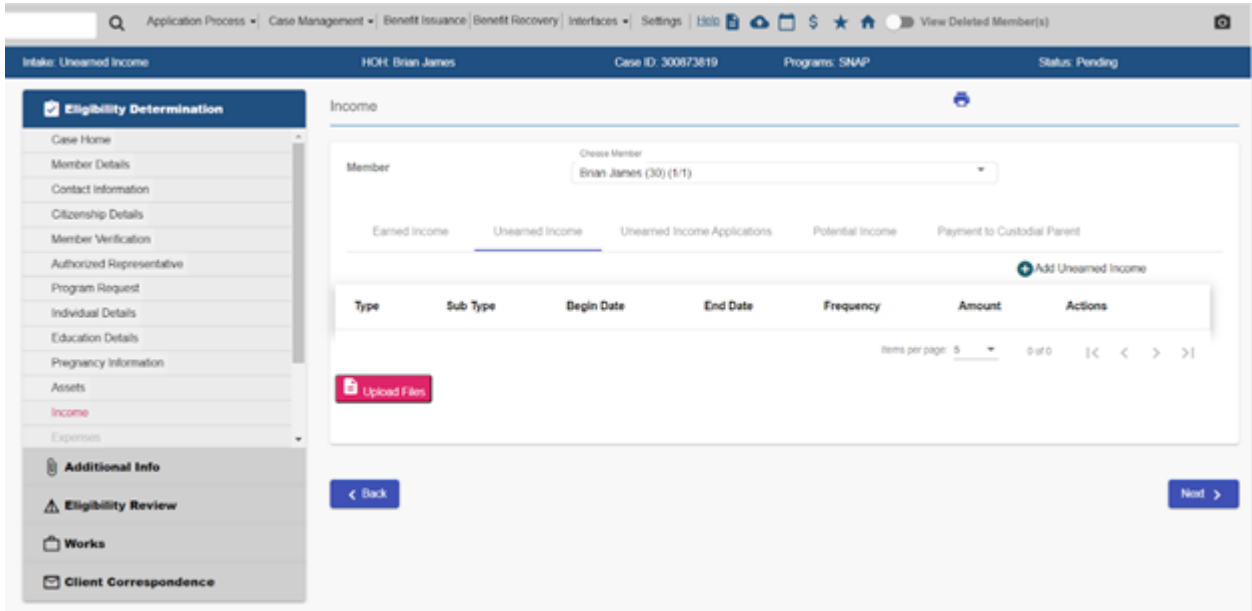 Application Process Case Management Benefit Issuance Benefit Recovery Interfaces Settings Help $ View Deleted Member(s)
Intake: Unearned Income HOH: Brian James Case ID: 300873819 Programs: SNAP Status: Pending
Eligibility Determination
Case Home
Member Details
Contact Information
Citizenship Details
Member Verification
Authorized Representative
Program Request
Individual Details
Education Details
Pregnancy Information
Assets
Income
Expenses
Additional Info
Eligibility Review
Works
Client Correspondence
Income
Choose Member
Member Brian James (30) (1/1)
Earned Income Unearned Income Unearned Income Applications Potential Income Payment to Custodial Parent
Add Unearned Income
Type Sub Type Begin Date End Date Frequency Amount Actions
Items per page: 5 0 of 0 |< < > >|
Upload Files
< Back Next >